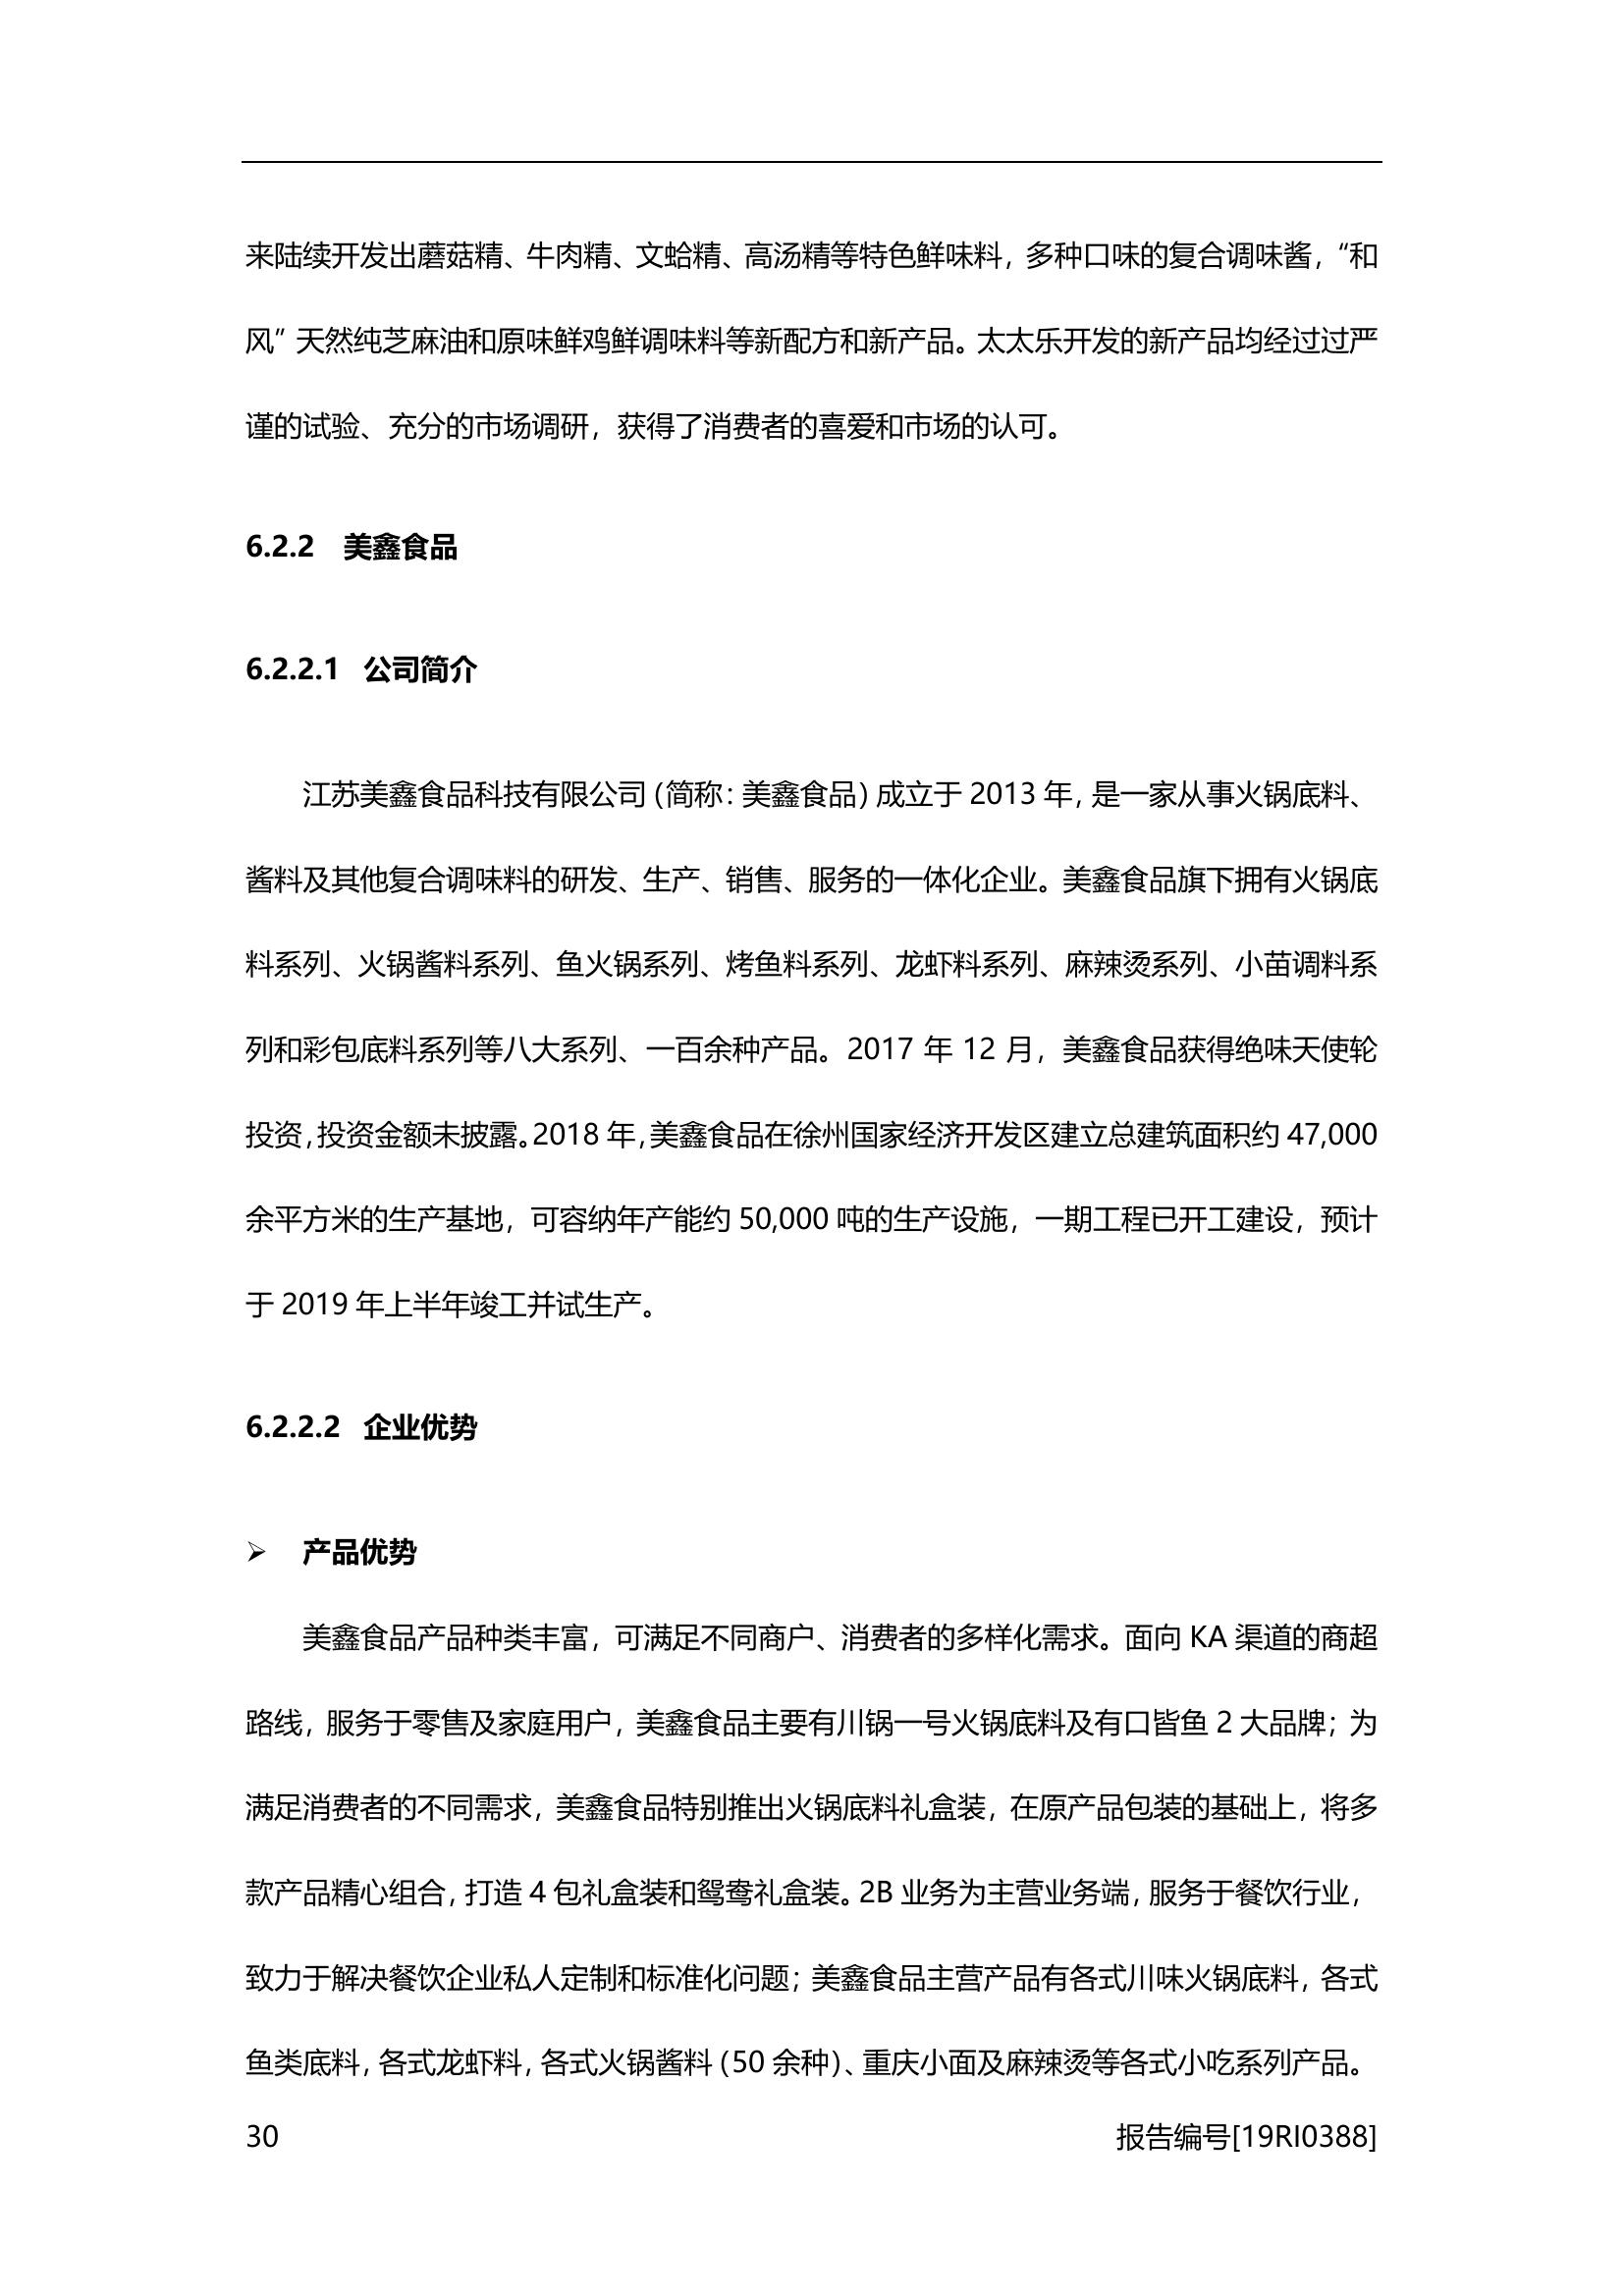 来陆续开发出蘑菇精、牛肉精、文蛤精、高汤精等特色鲜味料，多种口味的复合调味酱，“和
风”天然纯芝麻油和原味鲜鸡鲜调味料等新配方和新产品。太太乐开发的新产品均经过过严
谨的试验、充分的市场调研，获得了消费者的喜爱和市场的认可。
6.2.2 美鑫食品
6.2.2.1 公司简介
江苏美鑫食品科技有限公司（简称：美鑫食品）成立于 2013 年，是一家从事火锅底料、
酱料及其他复合调味料的研发、生产、销售、服务的一体化企业。美鑫食品旗下拥有火锅底
料系列、火锅酱料系列、鱼火锅系列、烤鱼料系列、龙虾料系列、麻辣烫系列、小苗调料系
列和彩包底料系列等八大系列、一百余种产品。2017 年 12 月，美鑫食品获得绝味天使轮
投资，投资金额未披露。2018 年，美鑫食品在徐州国家经济开发区建立总建筑面积约 47,000
余平方米的生产基地，可容纳年产能约 50,000 吨的生产设施，一期工程已开工建设，预计
于 2019 年上半年竣工并试生产。
6.2.2.2 企业优势
➢ 产品优势
美鑫食品产品种类丰富，可满足不同商户、消费者的多样化需求。面向 KA 渠道的商超
路线，服务于零售及家庭用户，美鑫食品主要有川锅一号火锅底料及有口皆鱼 2 大品牌；为
满足消费者的不同需求，美鑫食品特别推出火锅底料礼盒装，在原产品包装的基础上，将多
款产品精心组合，打造 4 包礼盒装和鸳鸯礼盒装。2B 业务为主营业务端，服务于餐饮行业，
致力于解决餐饮企业私人定制和标准化问题；美鑫食品主营产品有各式川味火锅底料，各式
鱼类底料，各式龙虾料，各式火锅酱料（50 余种）、重庆小面及麻辣烫等各式小吃系列产品。
30 报告编号[19RI0388]